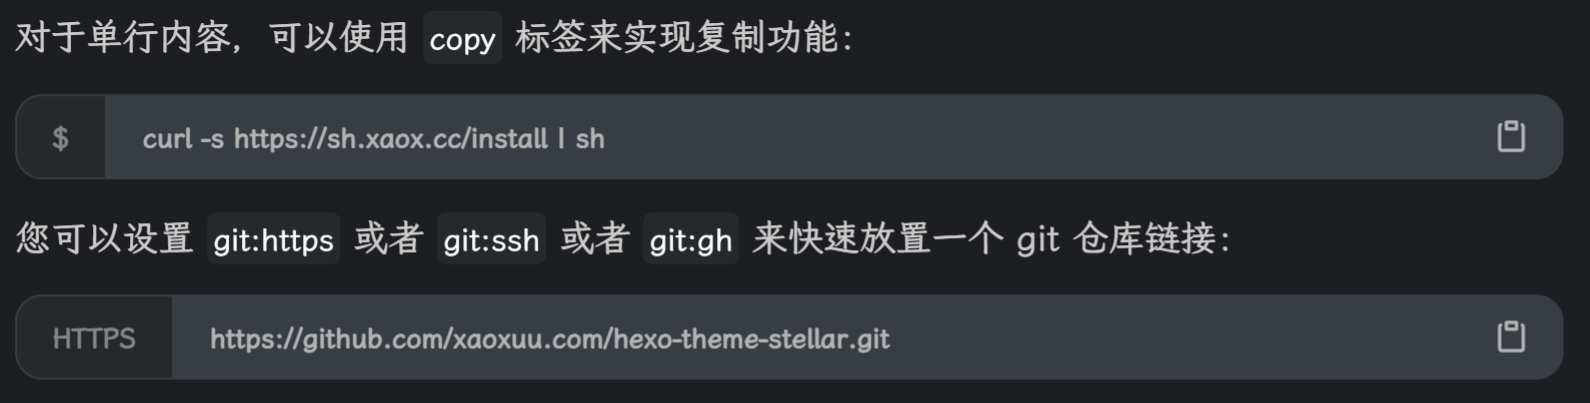 对于单行内容，可以使用 copy 标签来实现复制功能：
$ curl -s https://sh.xaox.cc/install | sh
您可以设置 git:https 或者 git:ssh 或者 git:gh 来快速放置一个 git 仓库链接：
HTTPS https://github.com/xaoxuu.com/hexo-theme-stellar.git